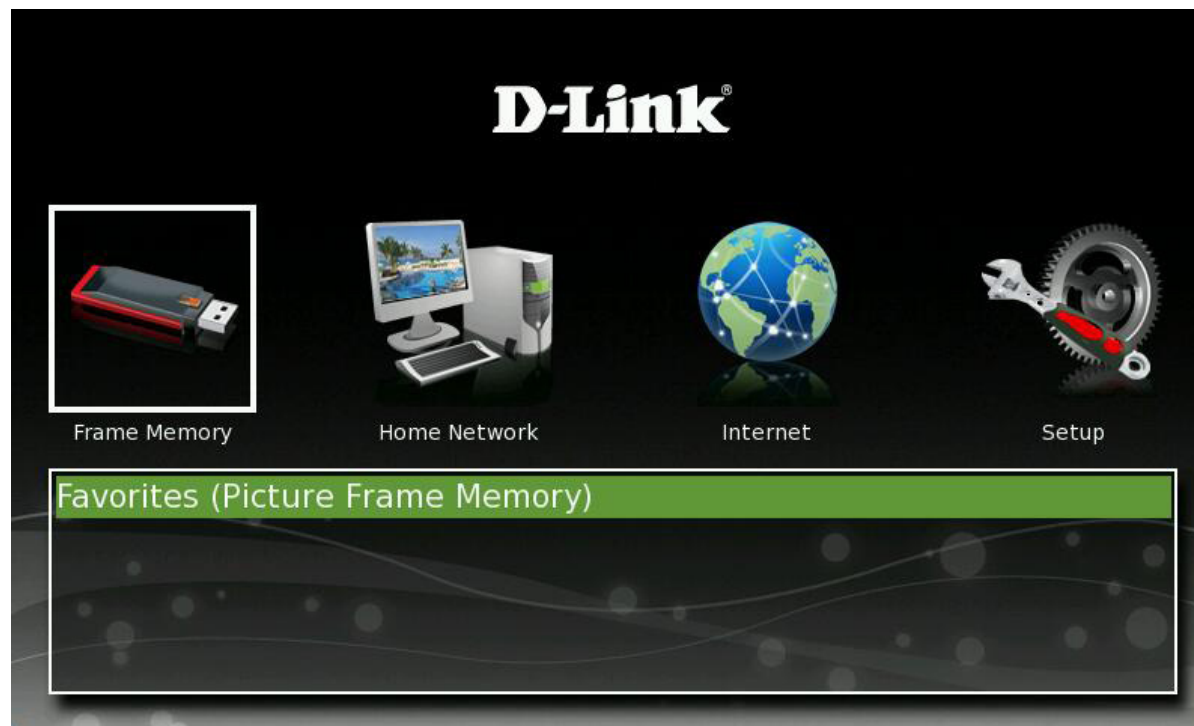 D-Link®
Frame Memory
Home Network
Internet
Setup
Favorites (Picture Frame Memory)